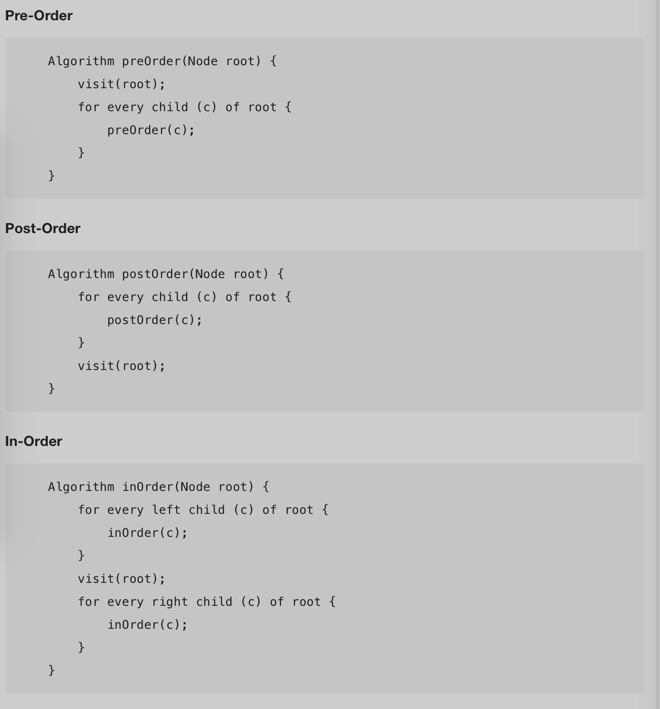 Pre-Order
Algorithm preOrder(Node root) {
visit(root);
for every child (c) of root {
preOrder(c);
}
}
Post-Order
Algorithm postOrder(Node root) {
for every child (c) of root {
postOrder(c);
}
visit(root);
}
In-Order
Algorithm inOrder(Node root) {
for every left child (c) of root {
inOrder(c);
}
visit(root);
for every right child (c) of root {
inOrder(c);
}
}